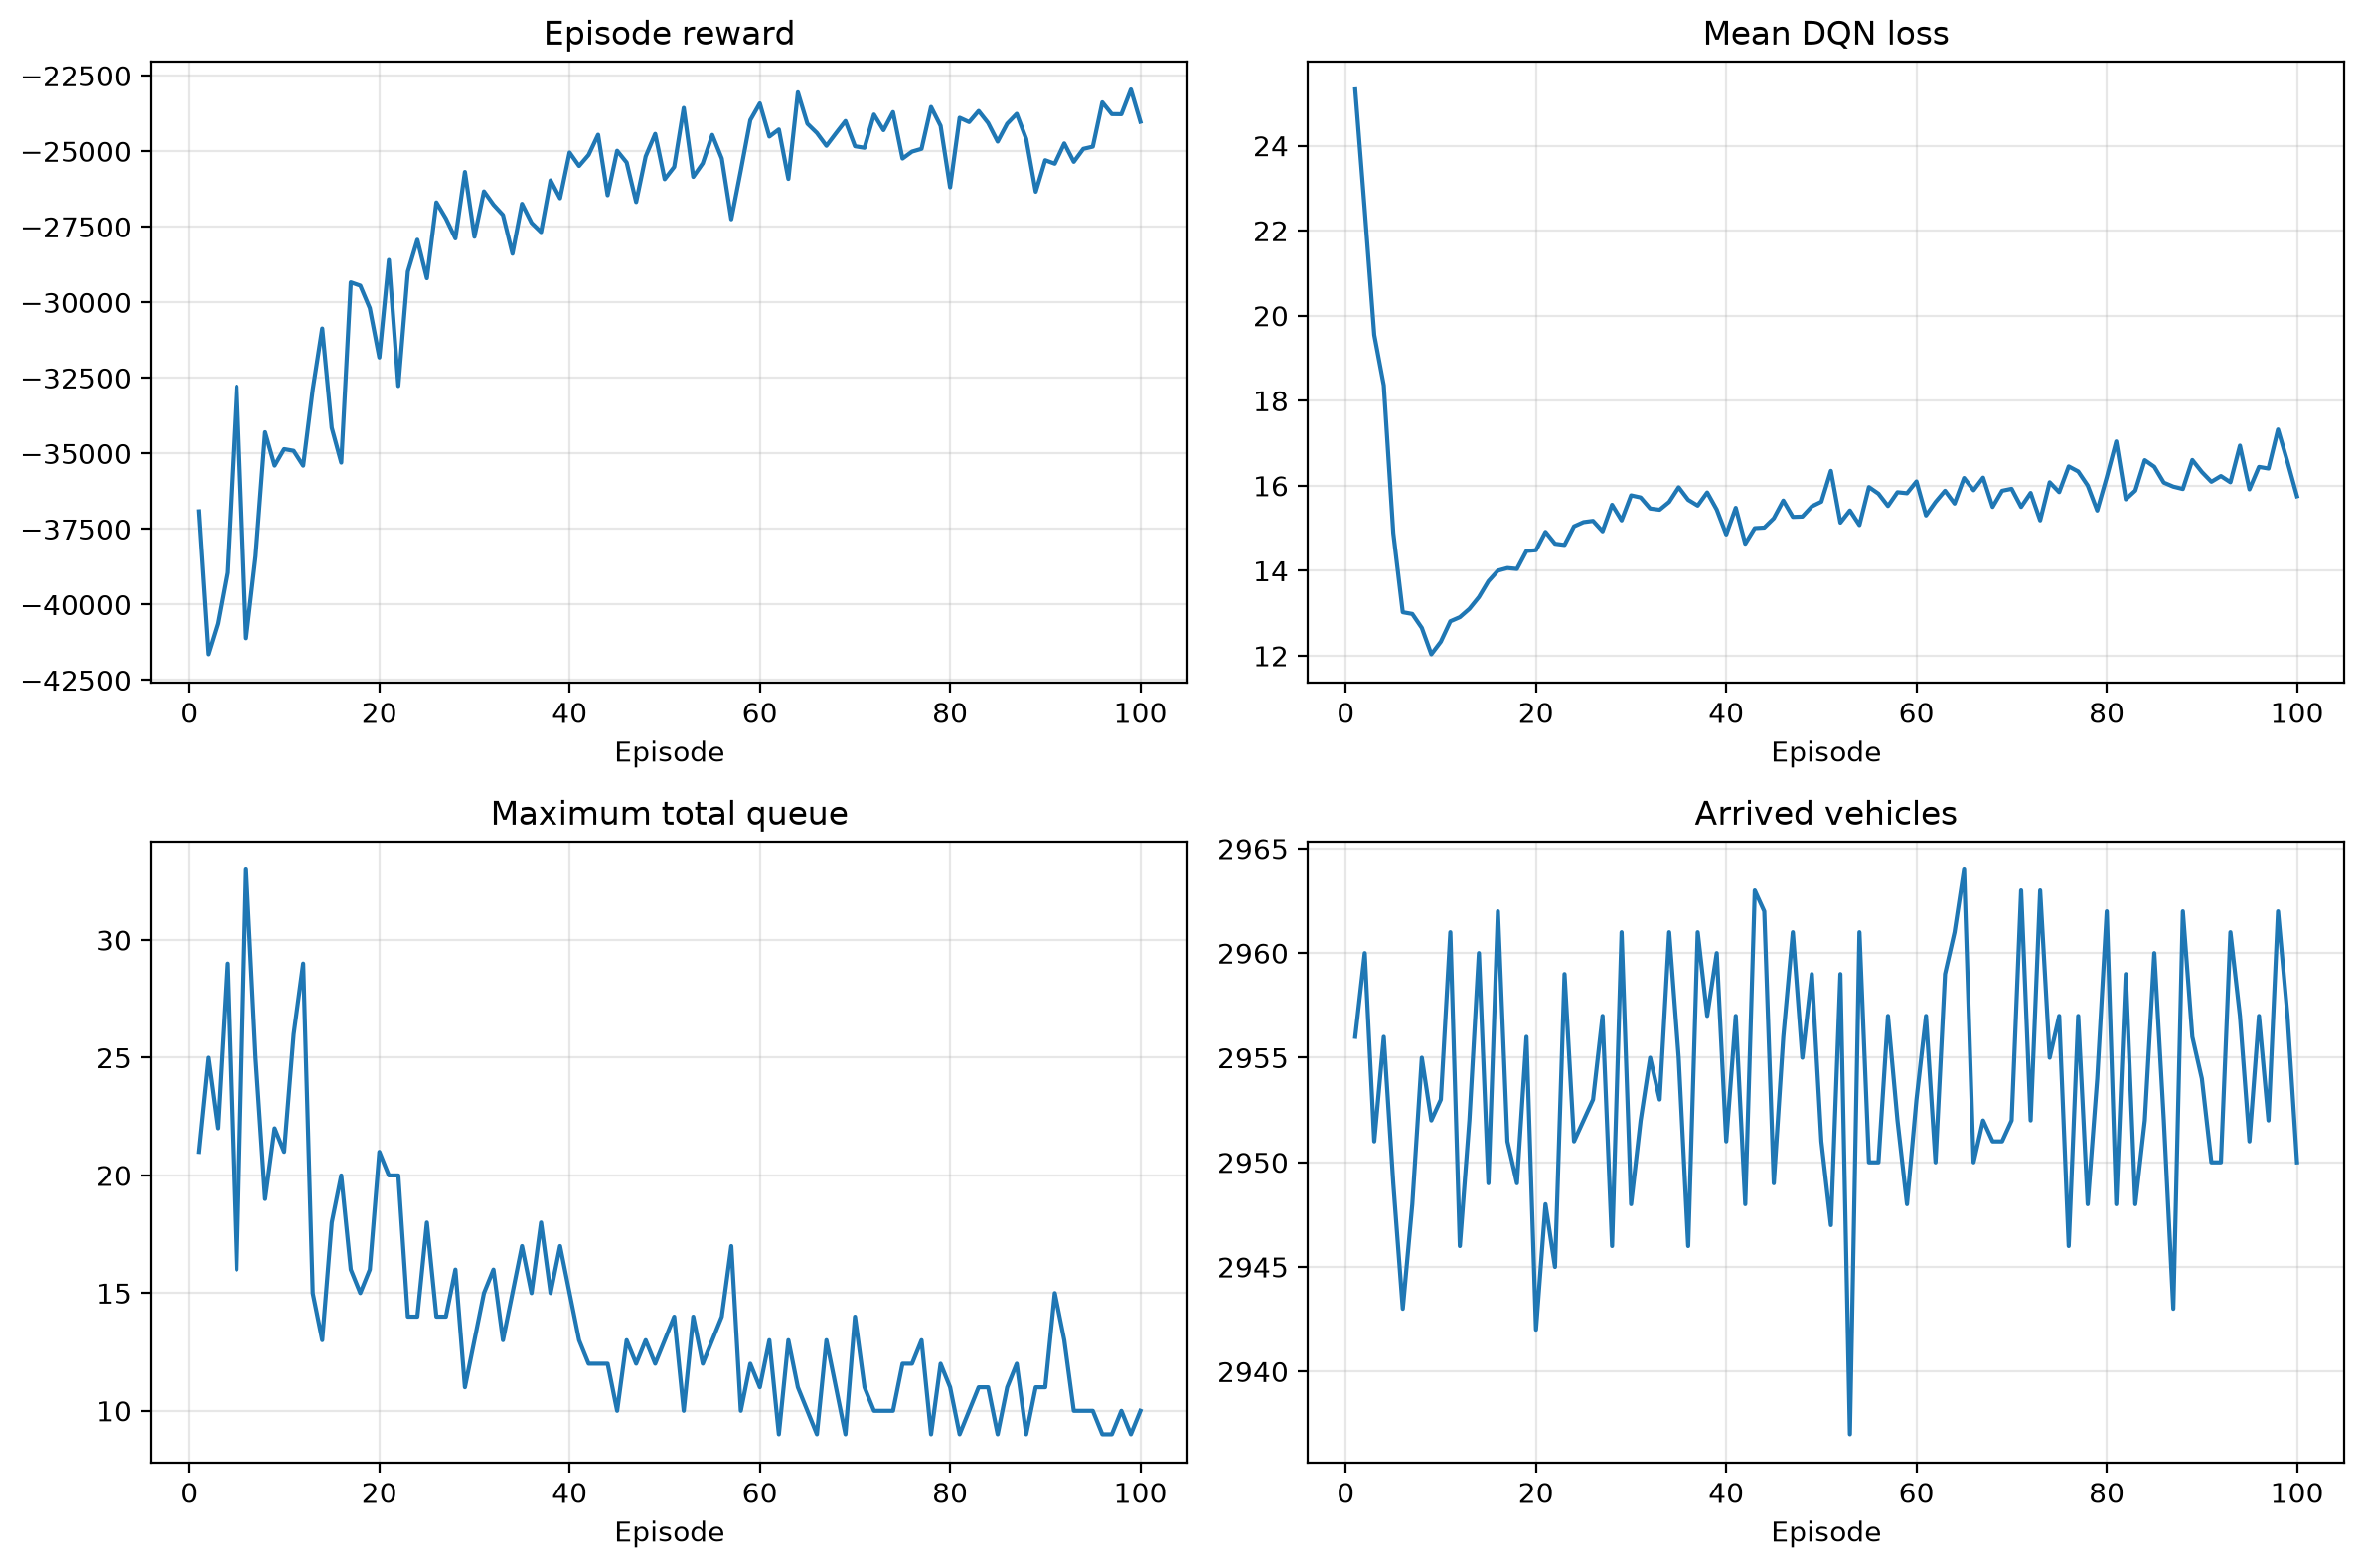 Episode reward
−22500
−25000
−27500
−30000
−32500
−35000
−37500
−40000
−42500
0 20 40 60 80 100
Episode
Mean DQN loss
24
22
20
18
16
14
12
0 20 40 60 80 100
Episode
Maximum total queue
30
25
20
15
10
0 20 40 60 80 100
Episode
Arrived vehicles
2965
2960
2955
2950
2945
2940
0 20 40 60 80 100
Episode